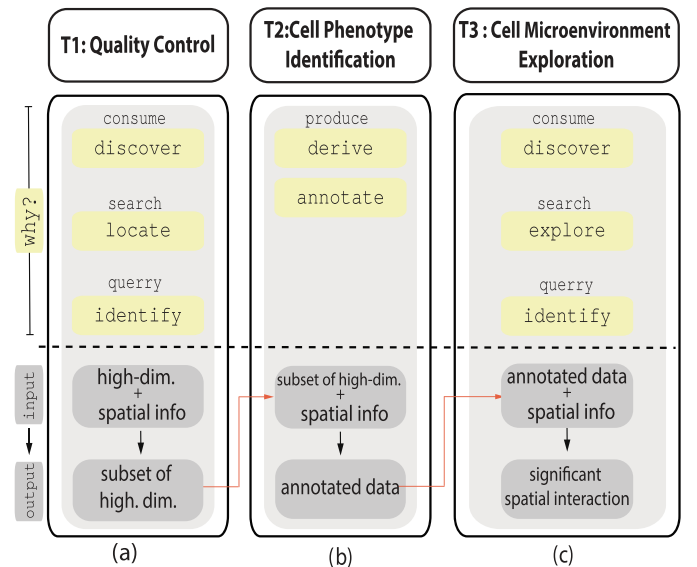 T1: Quality Control
T2:Cell Phenotype
Identification
T3 : Cell Microenvironment
Exploration
why?
consume
discover
search
locate
querry
identify
produce
derive
annotate
consume
discover
search
explore
querry
identify
input
output
high-dim.
+
spatial info
subset of
high. dim.
subset of high-dim.
+
spatial info
annotated data
annotated data
+
spatial info
significant
spatial interaction
(a)
(b)
(c)